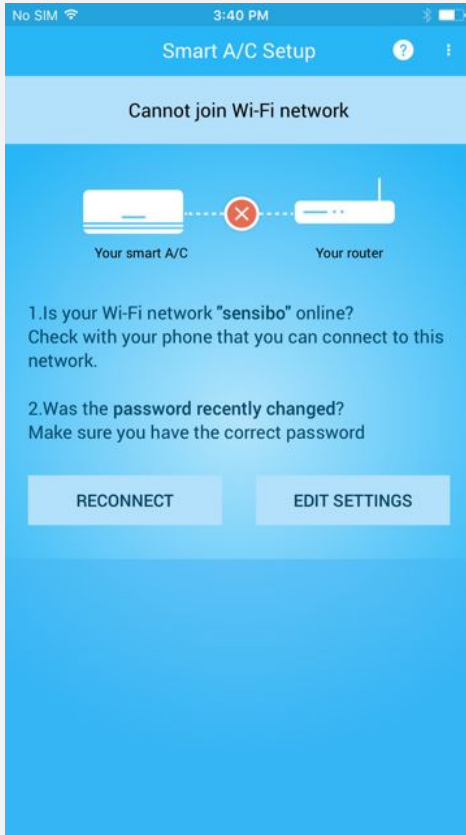 No SIM 3:40 PM
Smart A/C Setup ?
Cannot join Wi-Fi network
Your smart A/C Your router
1.Is your Wi-Fi network "sensibo" online?
Check with your phone that you can connect to this
network.
2.Was the password recently changed?
Make sure you have the correct password
RECONNECT EDIT SETTINGS